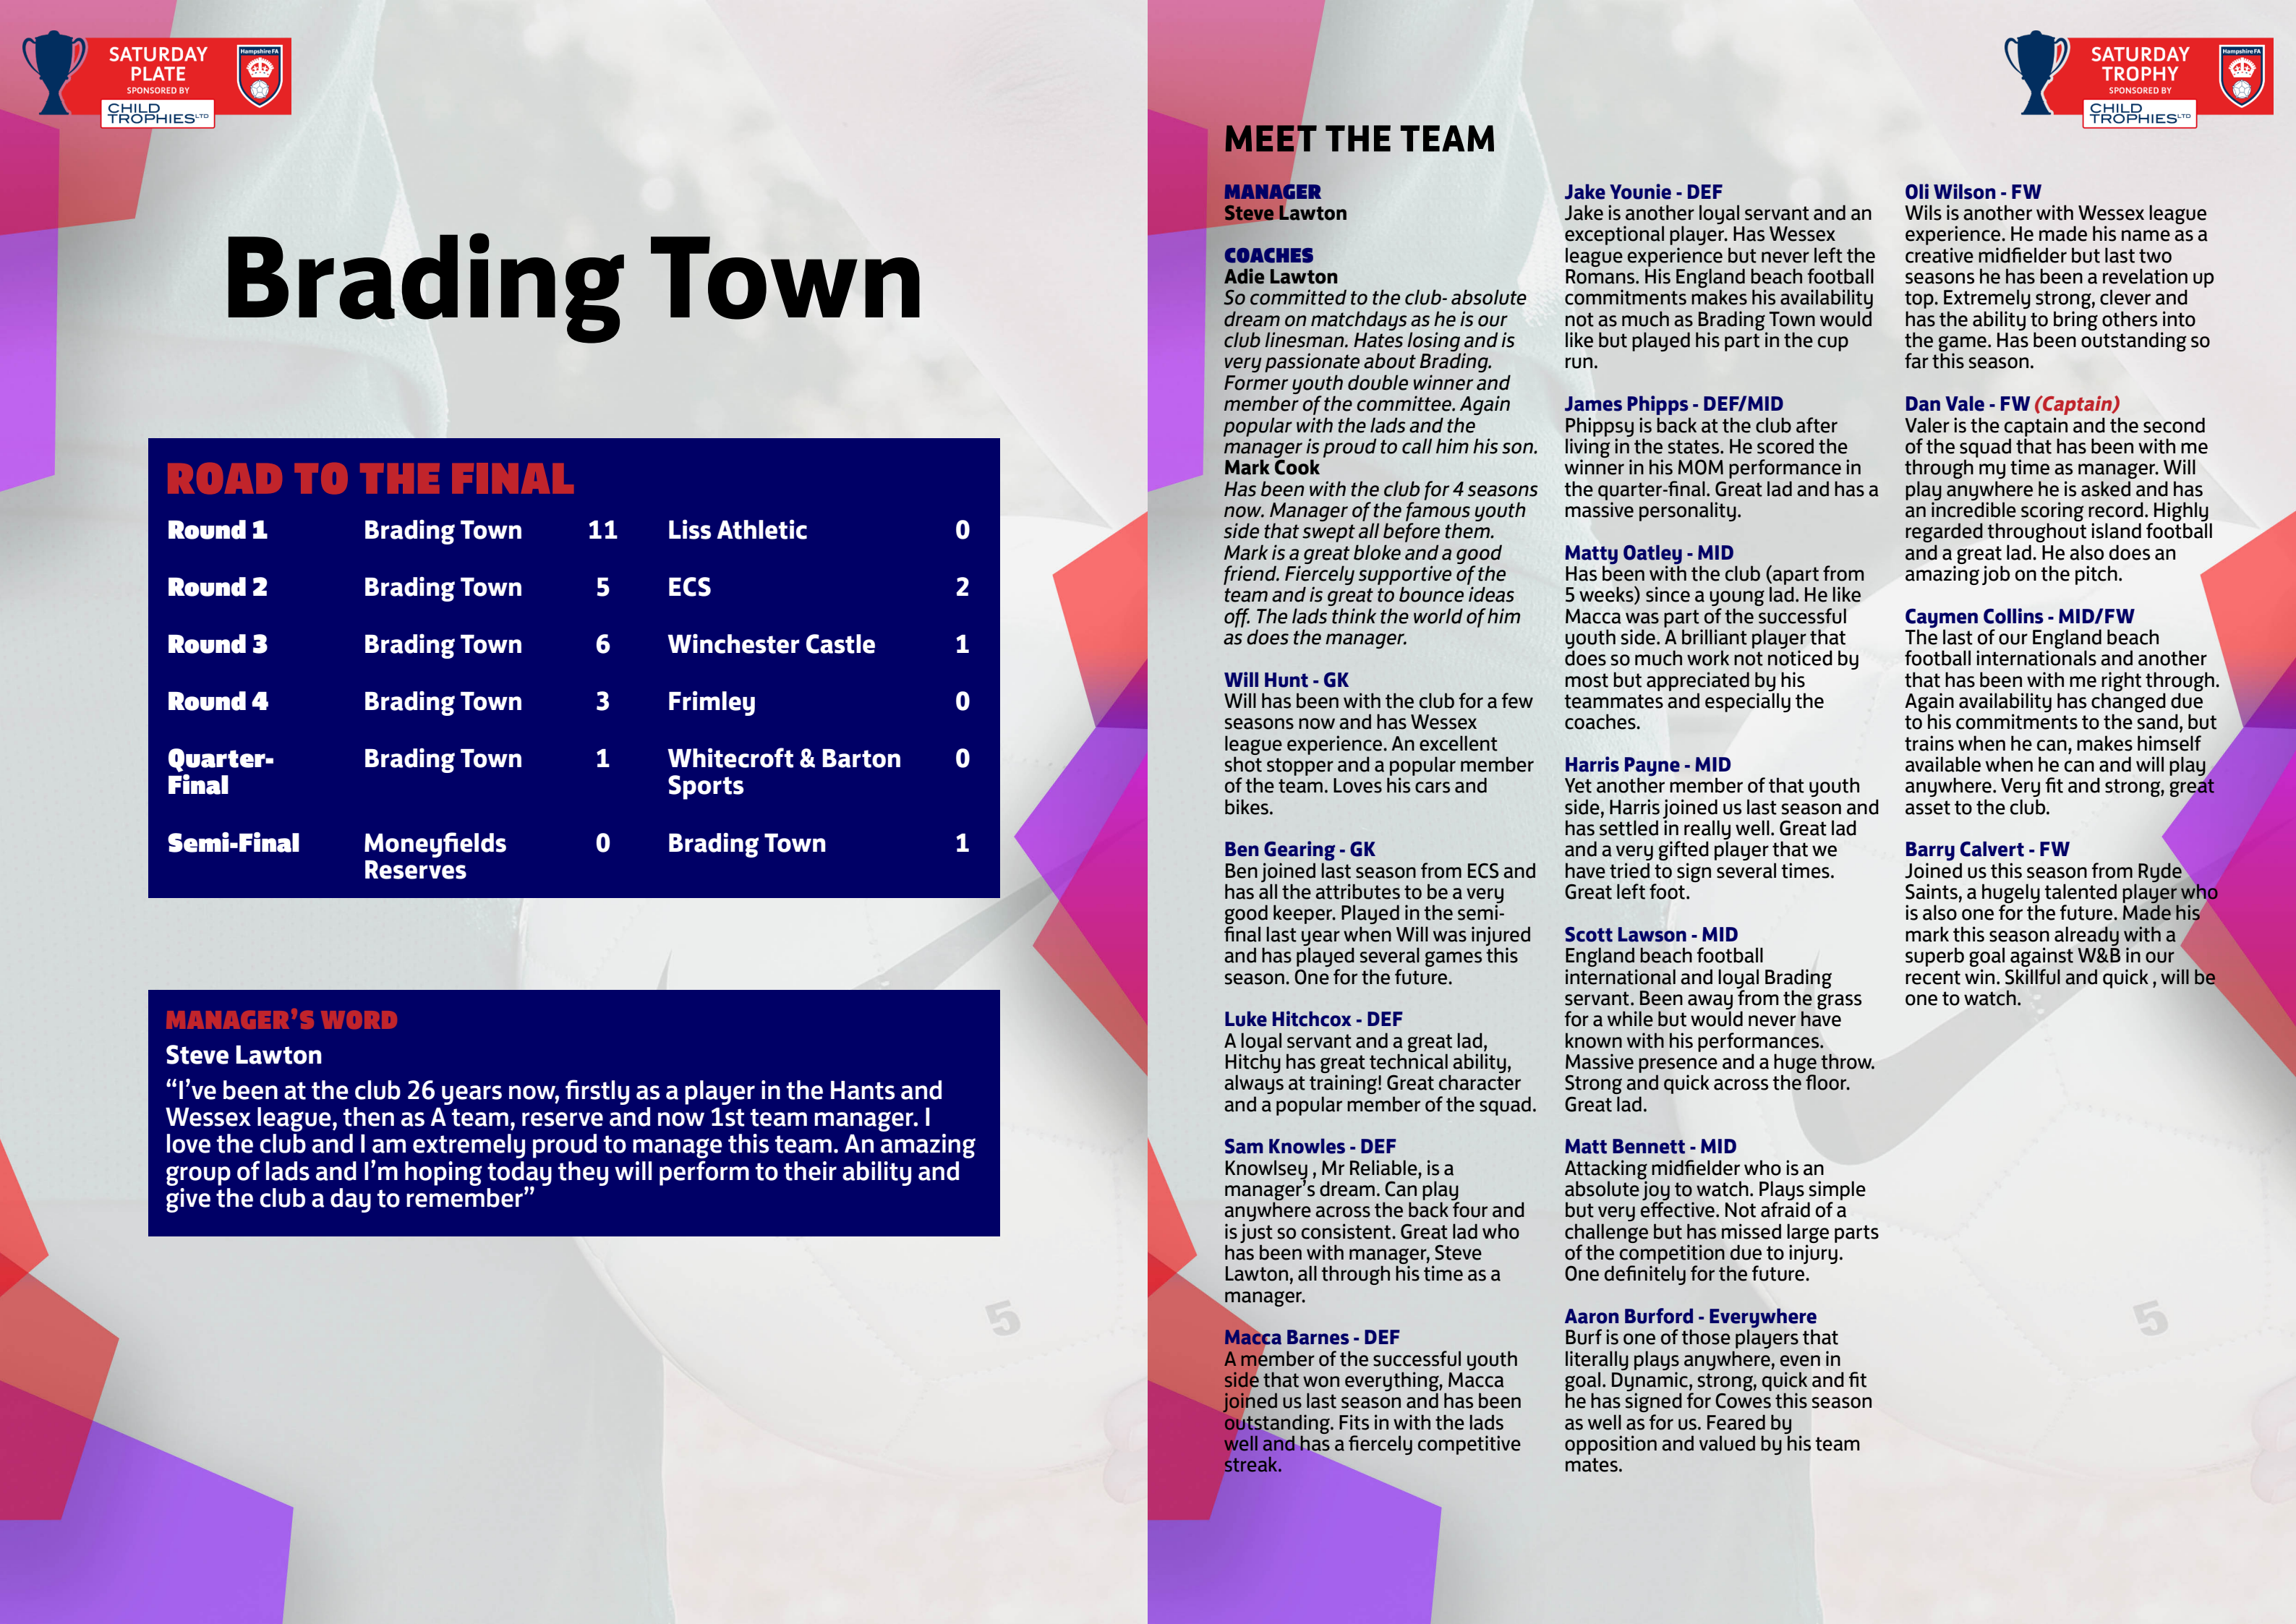 SATURDAY
PLATE
SPONSORED BY
CHILD
TROPHIES LTD
Hampshire FA
Brading Town
ROAD TO THE FINAL
Round 1 Brading Town 11 Liss Athletic 0
Round 2 Brading Town 5 ECS 2
Round 3 Brading Town 6 Winchester Castle 1
Round 4 Brading Town 3 Frimley 0
Quarter- Brading Town 1 Whitecroft & Barton 0
Final Sports
Semi-Final Moneyfields 0 Brading Town 1
Reserves
MANAGER'S WORD
Steve Lawton
“I’ve been at the club 26 years now, firstly as a player in the Hants and
Wessex league, then as A team, reserve and now 1st team manager. I
love the club and I am extremely proud to manage this team. An amazing
group of lads and I’m hoping today they will perform to their ability and
give the club a day to remember”
5
SATURDAY
TROPHY
SPONSORED BY
CHILD
TROPHIES LTD
Hampshire FA
MEET THE TEAM
MANAGER
Steve Lawton
COACHES
Adie Lawton
So committed to the club- absolute
dream on matchdays as he is our
club linesman. Hates losing and is
very passionate about Brading.
Former youth double winner and
member of the committee. Again
popular with the lads and the
manager is proud to call him his son.
Mark Cook
Has been with the club for 4 seasons
now. Manager of the famous youth
side that swept all before them.
Mark is a great bloke and a good
friend. Fiercely supportive of the
team and is great to bounce ideas
off. The lads think the world of him
as does the manager.
Will Hunt - GK
Will has been with the club for a few
seasons now and has Wessex
league experience. An excellent
shot stopper and a popular member
of the team. Loves his cars and
bikes.
Ben Gearing - GK
Ben joined last season from ECS and
has all the attributes to be a very
good keeper. Played in the semi-
final last year when Will was injured
and has played several games this
season. One for the future.
Luke Hitchcox - DEF
A loyal servant and a great lad,
Hitchy has great technical ability,
always at training! Great character
and a popular member of the squad.
Sam Knowles - DEF
Knowlsey , Mr Reliable, is a
manager’s dream. Can play
anywhere across the back four and
is just so consistent. Great lad who
has been with manager, Steve
Lawton, all through his time as a
manager.
Macca Barnes - DEF
A member of the successful youth
side that won everything, Macca
joined us last season and has been
outstanding. Fits in with the lads
well and has a fiercely competitive
streak.
Jake Younie - DEF
Jake is another loyal servant and an
exceptional player. Has Wessex
league experience but never left the
Romans. His England beach football
commitments makes his availability
not as much as Brading Town would
like but played his part in the cup
run.
James Phipps - DEF/MID
Phippsy is back at the club after
living in the states. He scored the
winner in his MOM performance in
the quarter-final. Great lad and has a
massive personality.
Matty Oatley - MID
Has been with the club (apart from
5 weeks) since a young lad. He like
Macca was part of the successful
youth side. A brilliant player that
does so much work not noticed by
most but appreciated by his
teammates and especially the
coaches.
Harris Payne - MID
Yet another member of that youth
side, Harris joined us last season and
has settled in really well. Great lad
and a very gifted player that we
have tried to sign several times.
Great left foot.
Scott Lawson - MID
England beach football
international and loyal Brading
servant. Been away from the grass
for a while but would never have
known with his performances.
Massive presence and a huge throw.
Strong and quick across the floor.
Great lad.
Matt Bennett - MID
Attacking midfielder who is an
absolute joy to watch. Plays simple
but very effective. Not afraid of a
challenge but has missed large parts
of the competition due to injury.
One definitely for the future.
Aaron Burford - Everywhere
Burf is one of those players that
literally plays anywhere, even in
goal. Dynamic, strong, quick and fit
he has signed for Cowes this season
as well as for us. Feared by
opposition and valued by his team
mates.
Oli Wilson - FW
Wils is another with Wessex league
experience. He made his name as a
creative midfielder but last two
seasons he has been a revelation up
top. Extremely strong, clever and
has the ability to bring others into
the game. Has been outstanding so
far this season.
Dan Vale - FW (Captain)
Valer is the captain and the second
of the squad that has been with me
through my time as manager. Will
play anywhere he is asked and has
an incredible scoring record. Highly
regarded throughout island football
and a great lad. He also does an
amazing job on the pitch.
Caymen Collins - MID/FW
The last of our England beach
football internationals and another
that has been with me right through.
Again availability has changed due
to his commitments to the sand, but
trains when he can, makes himself
available when he can and will play
anywhere. Very fit and strong, great
asset to the club.
Barry Calvert - FW
Joined us this season from Ryde
Saints, a hugely talented player who
is also one for the future. Made his
mark this season already with a
superb goal against W&B in our
recent win. Skillful and quick , will be
one to watch.
5